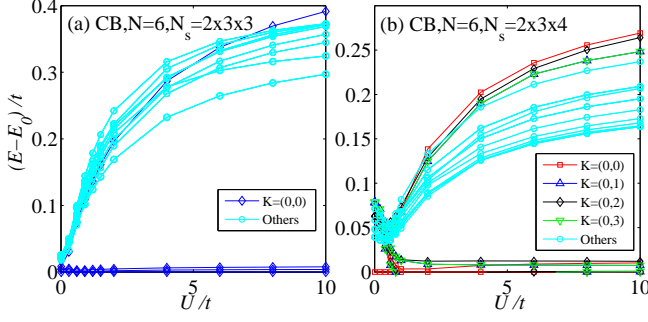 (a) CB,N=6,N_s=2x3x3
(b) CB,N=6,N_s=2x3x4
(E−E_0)/t
0.4
0.3
0.2
0.1
0
0.25
0.2
0.15
0.1
0.05
0
K=(0,0)
Others
K=(0,0)
K=(0,1)
K=(0,2)
K=(0,3)
Others
0 5 10
0 5 10
U/t
U/t